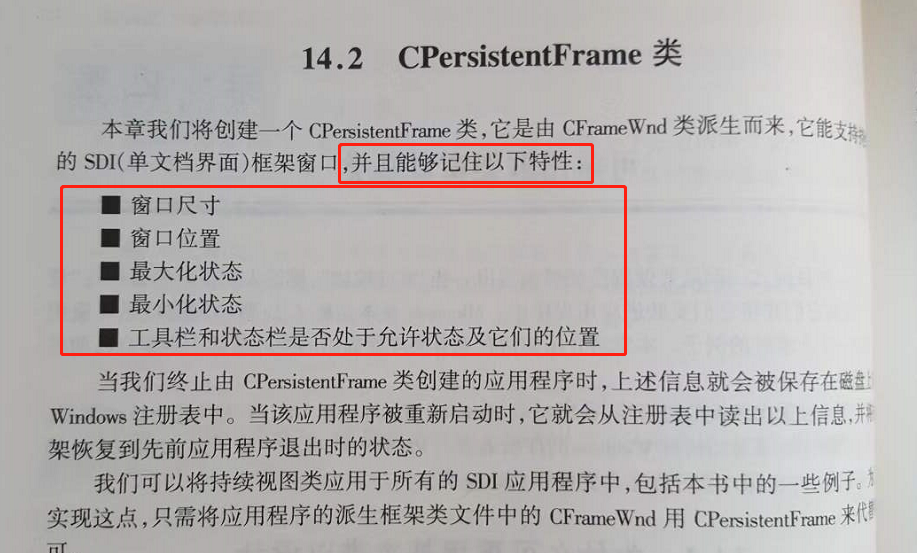 14.2 CPersistentFrame 类
本章我们将创建一个 CPersistentFrame 类,它是由 CFrameWnd 类派生而来,它能支持
的 SDI(单文档界面)框架窗口,并且能够记住以下特性:
■ 窗口尺寸
■ 窗口位置
■ 最大化状态
■ 最小化状态
■ 工具栏和状态栏是否处于允许状态及它们的位置
当我们终止由 CPersistentFrame 类创建的应用程序时,上述信息就会被保存在磁盘上
Windows 注册表中。当该应用程序被重新启动时,它就会从注册表中读出以上信息,并将
架恢复到先前应用程序退出时的状态。
我们可以将持续视图类应用于所有的 SDI 应用程序中,包括本书中的一些例子。
实现这点,只需将应用程序的派生框架类文件中的 CFrameWnd 用 CPersistentFrame 来代替
可